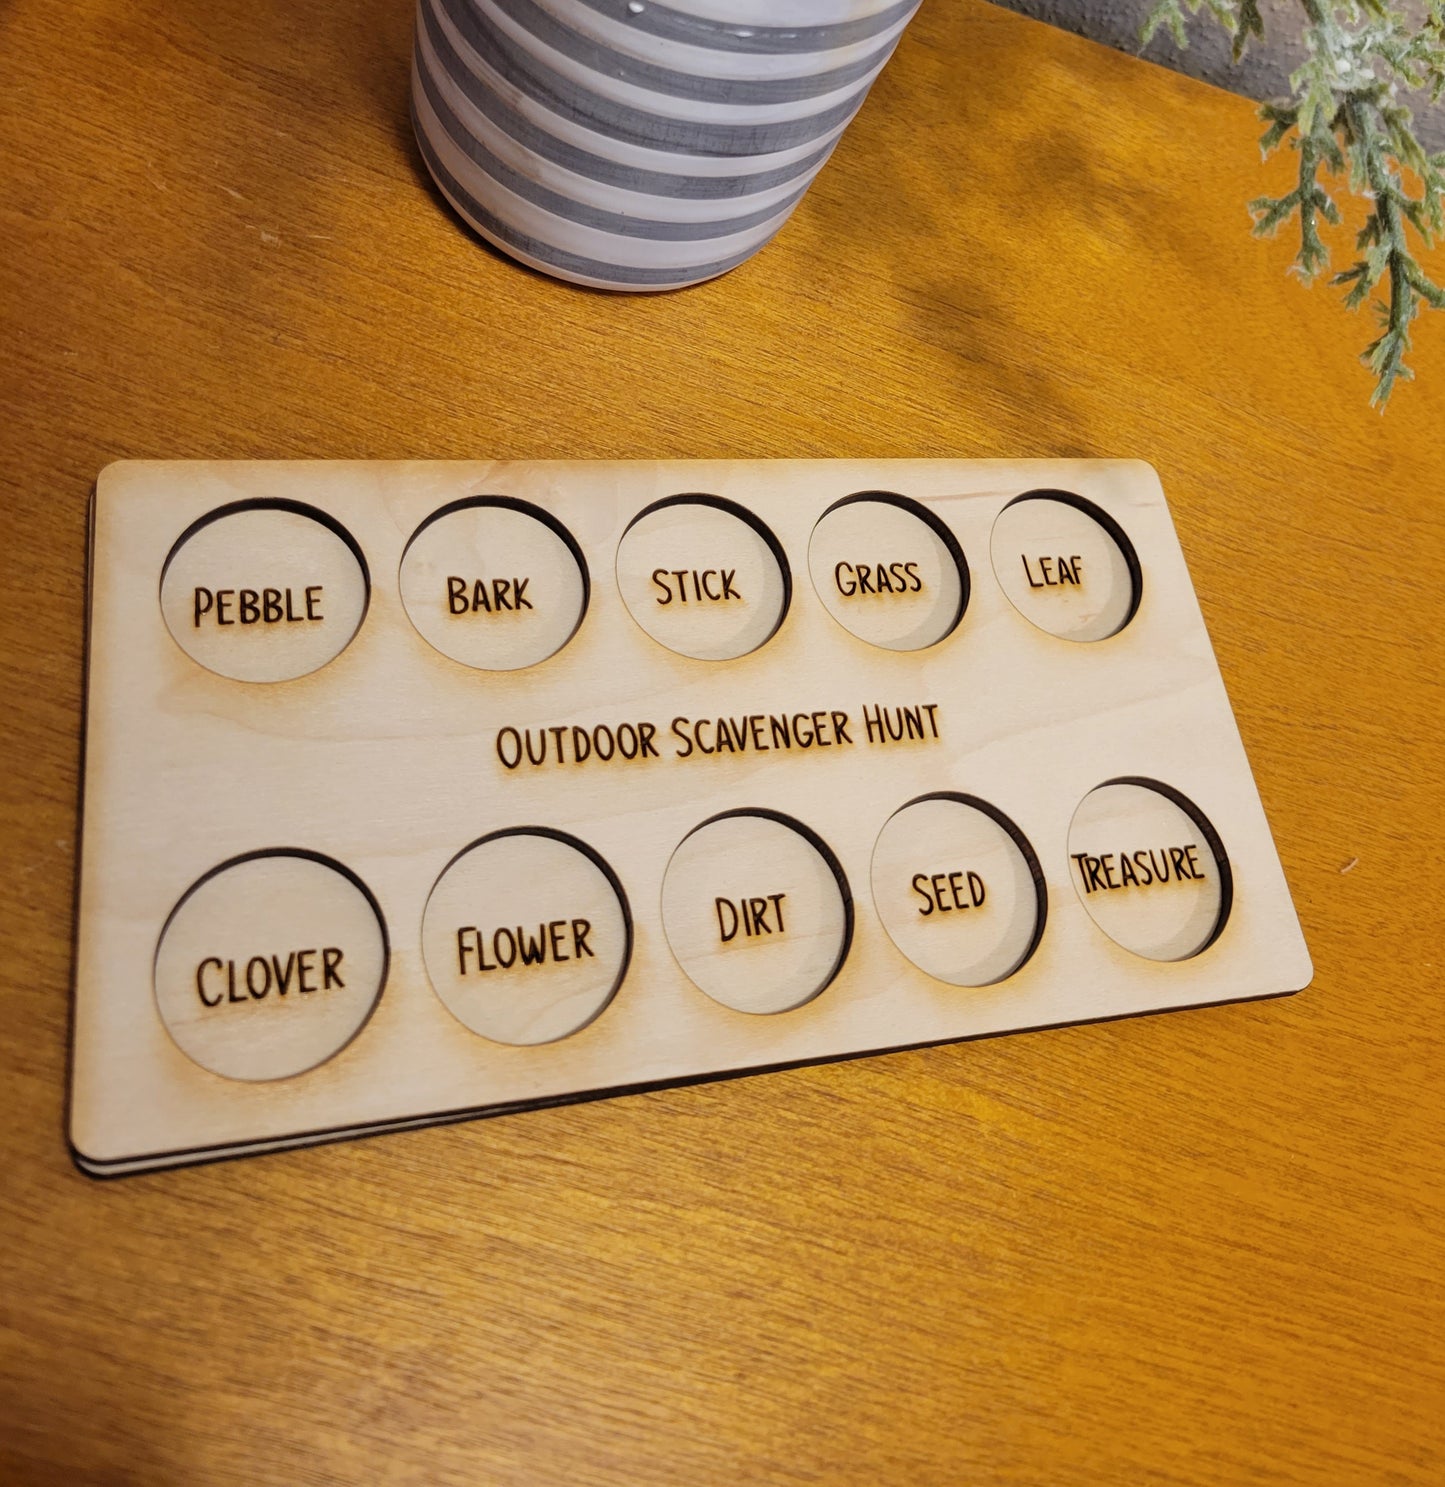 PEBBLE BARK STICK GRASS LEAF
OUTDOOR SCAVENGER HUNT
CLOVER FLOWER DIRT SEED TREASURE